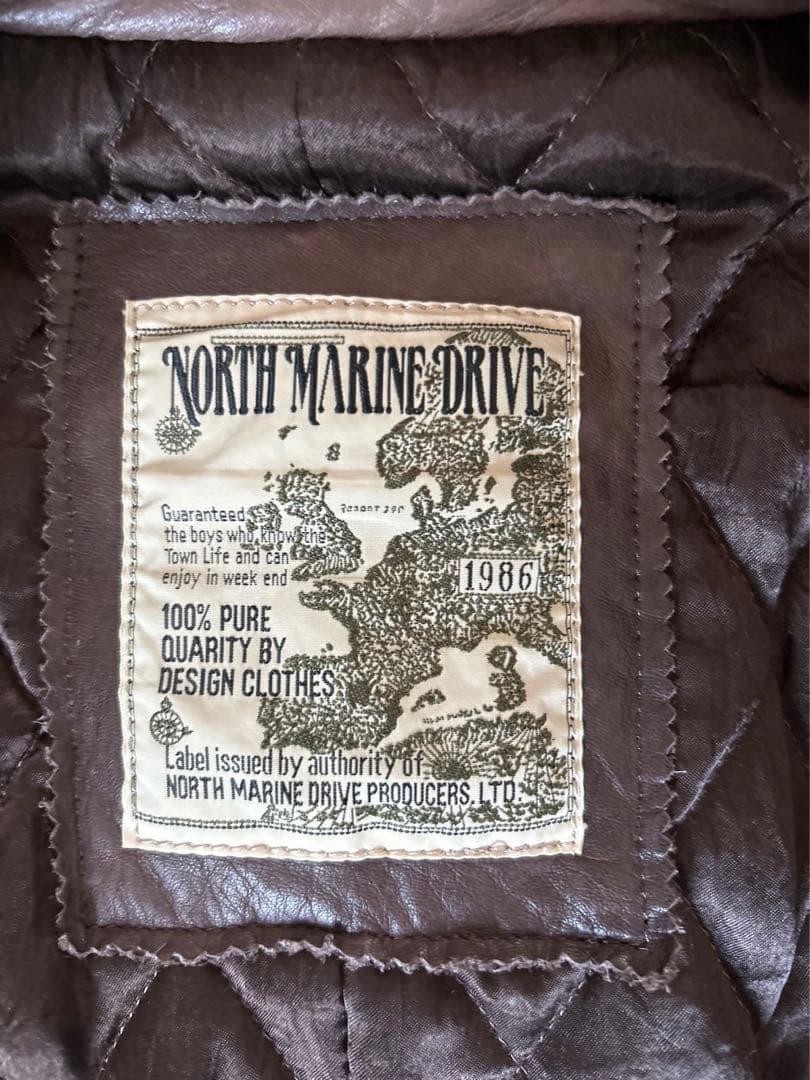 NORTH MARINE DRIVE
Guaranteed
the boys who know the
Town Life and can
enjoy in week end
1986
100% PURE
QUARITY BY
DESIGN CLOTHES
Label issued by authority of
NORTH MARINE DRIVE PRODUCERS. LTD.